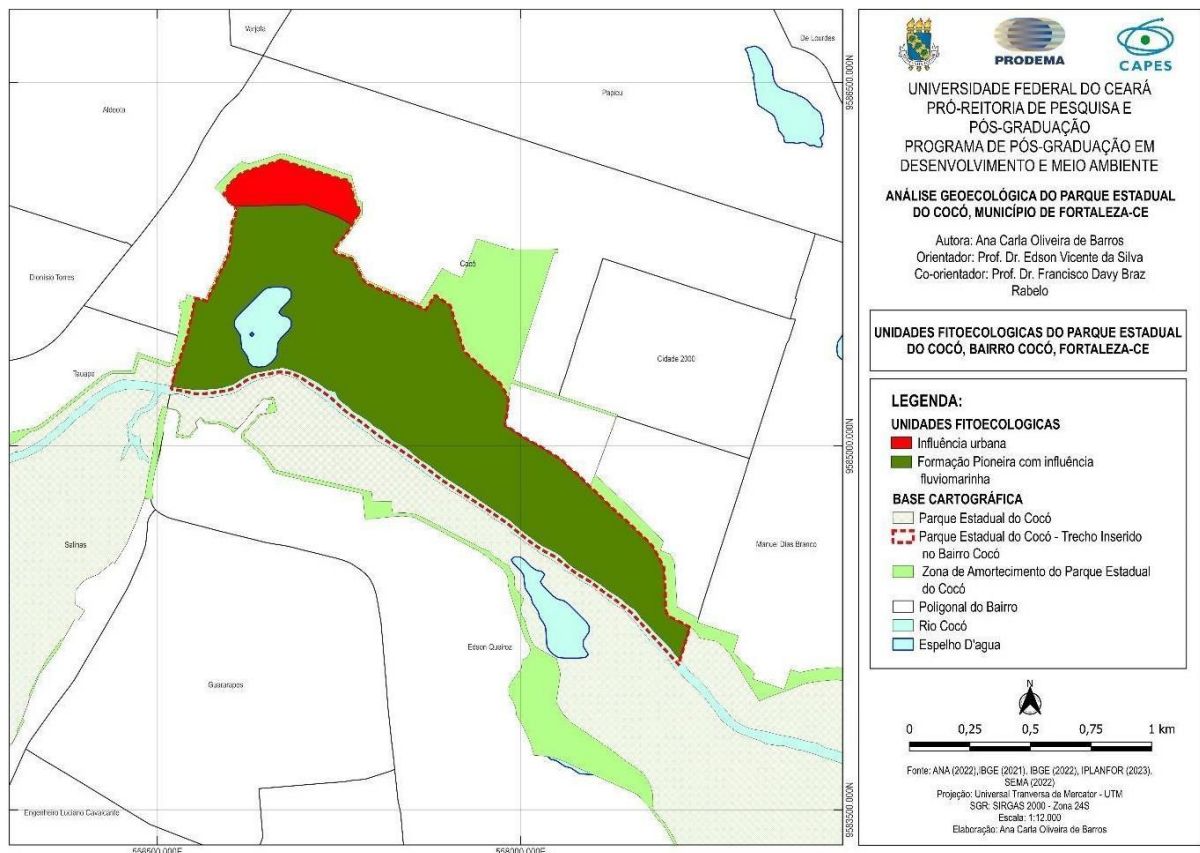 Varjota
De Lourdes
Aldeota
Papicu
Dionísio Torres
Cocó
Cidade 2000
Tauape
Salinas
Manuel Dias Branco
Edson Queiroz
Guararapes
Engenheiro Luciano Cavalcante
9586500.000N
9585000.000N
9583500.000N
558000.000E
PRODEMA
CAPES
UNIVERSIDADE FEDERAL DO CEARÁ
PRÓ-REITORIA DE PESQUISA E
PÓS-GRADUAÇÃO
PROGRAMA DE PÓS-GRADUAÇÃO EM
DESENVOLVIMENTO E MEIO AMBIENTE
ANÁLISE GEOECOLÓGICA DO PARQUE ESTADUAL
DO COCÓ, MUNICÍPIO DE FORTALEZA-CE
Autora: Ana Carla Oliveira de Barros
Orientador: Prof. Dr. Edson Vicente da Silva
Co-orientador: Prof. Dr. Francisco Davy Braz
Rabelo
UNIDADES FITOECOLOGICAS DO PARQUE ESTADUAL
DO COCÓ, BAIRRO COCÓ, FORTALEZA-CE
LEGENDA:
UNIDADES FITOECOLOGICAS
Influência urbana
Formação Pioneira com influência
fluviomarinha
BASE CARTOGRÁFICA
Parque Estadual do Cocó
Parque Estadual do Cocó - Trecho Inserido
no Bairro Cocó
Zona de Amortecimento do Parque Estadual
do Cocó
Poligonal do Bairro
Rio Cocó
Espelho D'agua
N
0 0,25 0,5 0,75 1 km
Fonte: ANA (2022),IBGE (2021). IBGE (2022), IPLANFOR (2023).
SEMA (2022)
Projeção: Universal Tranversa de Mercator - UTM
SGR: SIRGAS 2000 - Zona 24S
Escala: 1:12.000
Elaboração: Ana Carla Oliveira de Barros